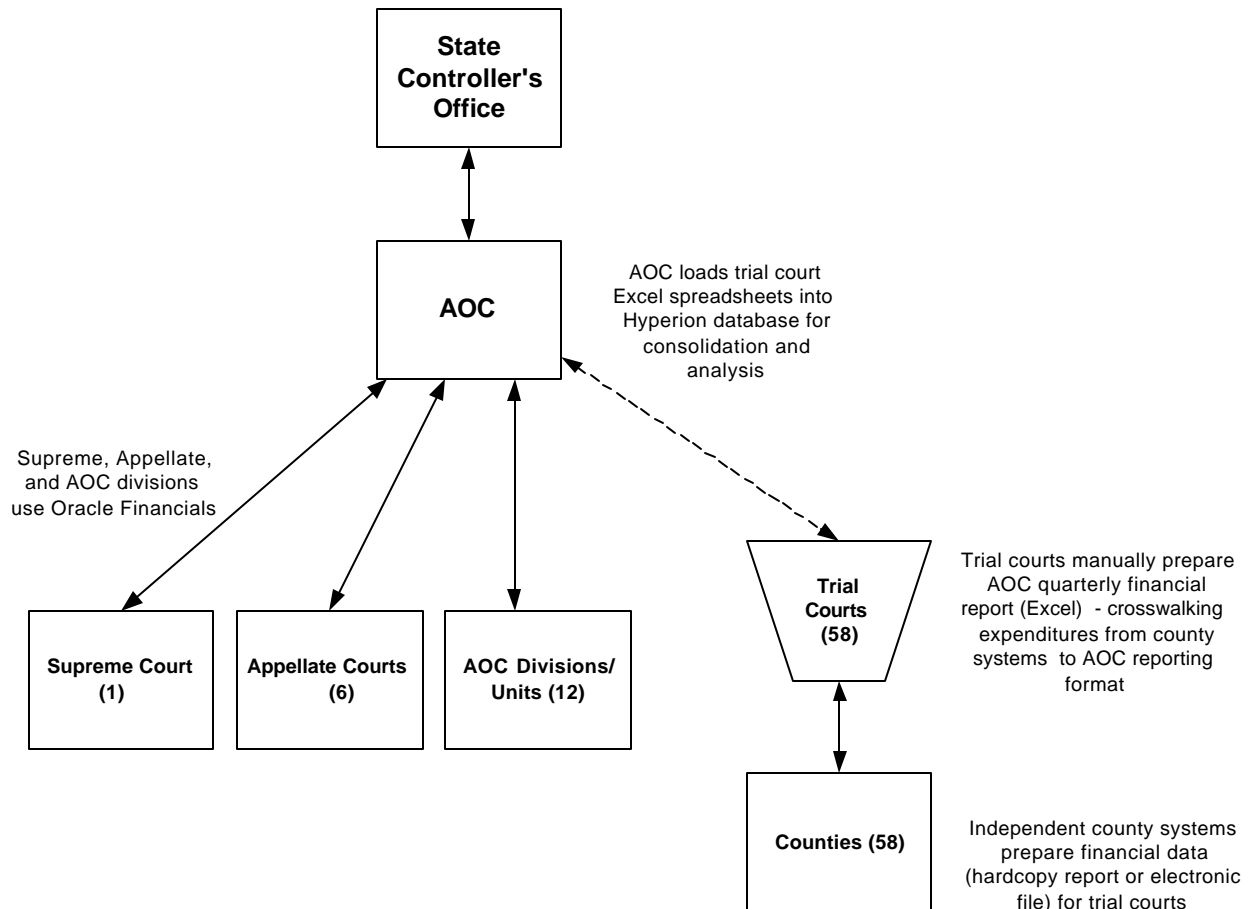 State
Controller's
Office
AOC
AOC loads trial court
Excel spreadsheets into
Hyperion database for
consolidation and
analysis
Supreme, Appellate,
and AOC divisions
use Oracle Financials
Supreme Court
(1)
Appellate Courts
(6)
AOC Divisions/
Units (12)
Trial
Courts
(58)
Trial courts manually prepare
AOC quarterly financial
report (Excel) - crosswalking
expenditures from county
systems to AOC reporting
format
Counties (58)
Independent county systems
prepare financial data
(hardcopy report or electronic
file) for trial courts